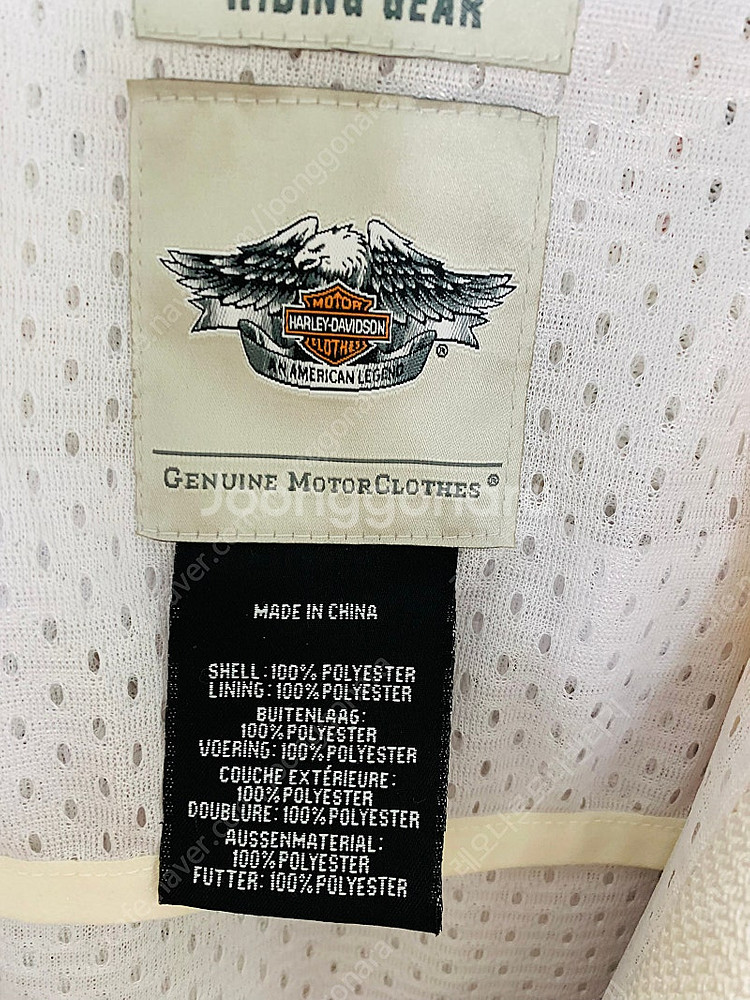 RIDING GEAR
MOTOR
HARLEY-DAVIDSON
CLOTHES
®
AN AMERICAN LEGEND
GENUINE MOTORCLOTHES®
Joonggonara
MADE IN CHINA
SHELL: 100% POLYESTER
LINING: 100% POLYESTER
BUITENLAAG:
100% POLYESTER
VOERING: 100% POLYESTER
COUCHE EXTÉRIEURE:
100% POLYESTER
DOUBLURE: 100% POLYESTER
AUSSENMATERIAL:
100% POLYESTER
FUTTER: 100% POLYESTER